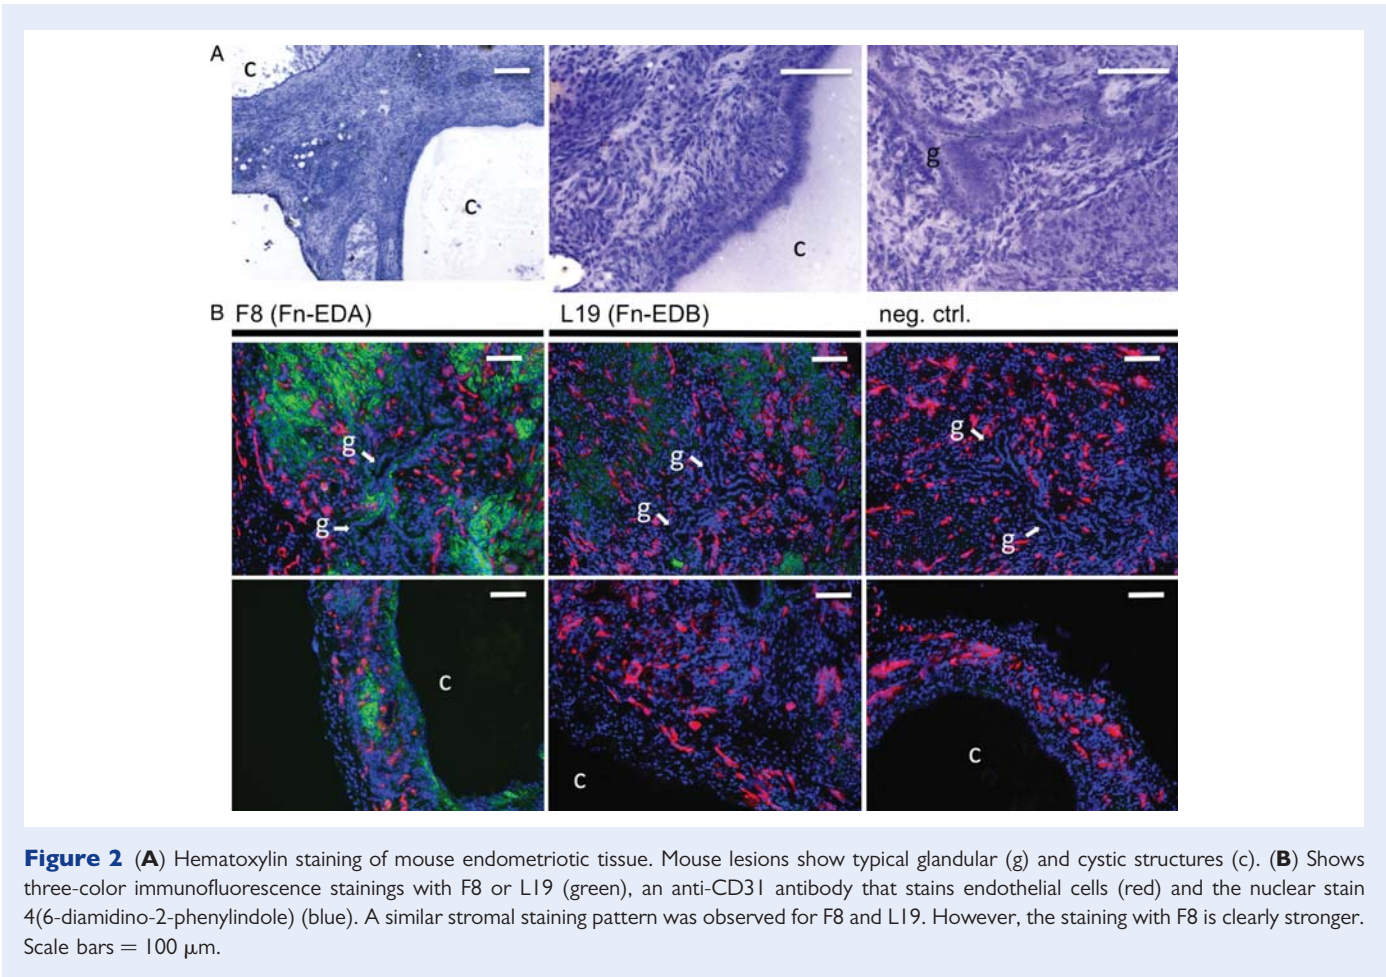 A
c
c
c
g
B F8 (Fn-EDA) L19 (Fn-EDB) neg. ctrl.
g
g
g
g
g
g
c
c
c
Figure 2 (A) Hematoxylin staining of mouse endometriotic tissue. Mouse lesions show typical glandular (g) and cystic structures (c). (B) Shows
three-color immunofluorescence stainings with F8 or L19 (green), an anti-CD31 antibody that stains endothelial cells (red) and the nuclear stain
4(6-diamidino-2-phenylindole) (blue). A similar stromal staining pattern was observed for F8 and L19. However, the staining with F8 is clearly stronger.
Scale bars = 100 μm.